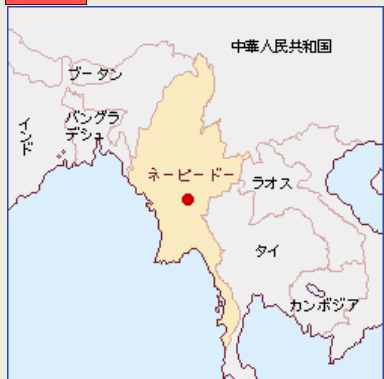 中華人民共和国
ブータン
バングラ
デシュ
インド
ネーピードー
ラオス
タイ
カンボジア